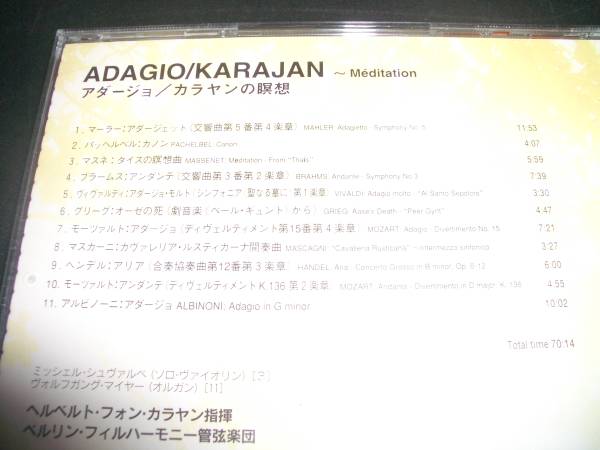 ADAGIO/KARAJAN ~ Méditation
アダージョ／カラヤンの瞑想
1. マーラー：アダージェット（交響曲第5番第4楽章） MAHLER: Adagietto - Symphony No. 5 11:53
2. パッヘルベル：カノン PACHELBEL: Canon 4:07
3. マスネ：タイスの瞑想曲 MASSENET: Méditation - From "Thaïs" 5:59
4. ブラームス：アンダンテ（交響曲第3番第2楽章） BRAHMS: Andante - Symphony No. 3 7:39
5. ヴィヴァルディ：アダージョ・モルト（シンフォニア「聖なる墓に」第1楽章） VIVALDI: Adagio molto - "Al Santo Sepolcro" 3:30
6. グリーグ：オーゼの死（劇音楽「ペール・ギュント」から） GRIEG: Aase's Death - "Peer Gynt" 4:47
7. モーツァルト：アダージョ（ディヴェルティメント第15番第4楽章） MOZART: Adagio - Divertimento No. 15 7:21
8. マスカーニ：カヴァレリア・ルスティカーナ間奏曲 MASCAGNI: "Cavalleria Rusticana" - Intermezzo sinfonico 3:27
9. ヘンデル：アリア（合奏協奏曲第12番第3楽章） HANDEL: Aria - Concerto Grosso in B minor, Op. 6-12 6:00
10. モーツァルト：アンダンテ（ディヴェルティメントK.136 第2楽章） MOZART: Andante - Divertimento in D major, K. 136 4:55
11. アルビノーニ：アダージョ ALBINONI: Adagio in G minor 10:02
Total time 70:14
ミッシェル・シュヴァルベ（ソロ・ヴァイオリン）[3]
ヴォルフガング・マイヤー（オルガン）[11]
ヘルベルト・フォン・カラヤン指揮
ベルリン・フィルハーモニー管弦楽団